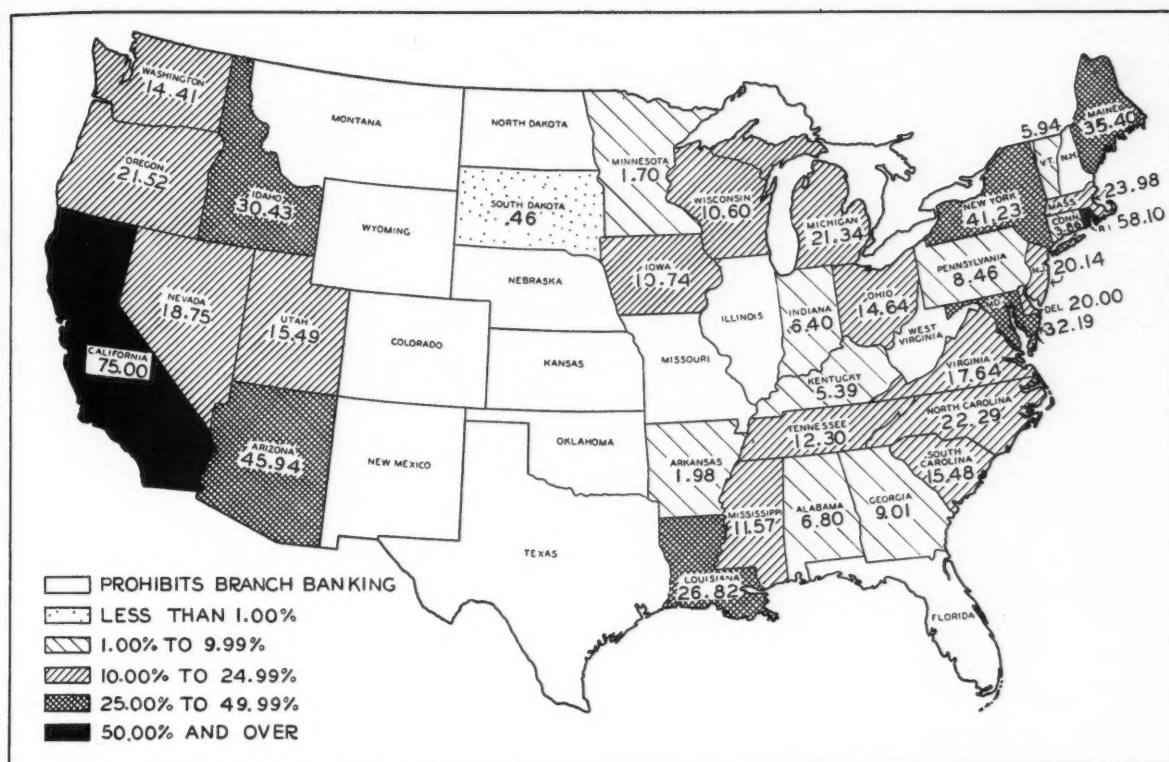 WASHINGTON
14.41
OREGON
21.52
CALIFORNIA
75.00
IDAHO
30.43
NEVADA
18.75
UTAH
15.49
ARIZONA
45.94
MONTANA
WYOMING
COLORADO
NEW MEXICO
NORTH DAKOTA
SOUTH DAKOTA
.46
NEBRASKA
KANSAS
OKLAHOMA
TEXAS
MINNESOTA
1.70
IOWA
10.74
MISSOURI
ARKANSAS
1.98
LOUISIANA
26.82
WISCONSIN
10.60
ILLINOIS
MICHIGAN
21.34
INDIANA
6.40
OHIO
14.64
KENTUCKY
5.39
TENNESSEE
12.30
MISSISSIPPI
11.57
ALABAMA
6.80
GEORGIA
9.01
FLORIDA
SOUTH
CAROLINA
15.48
NORTH CAROLINA
22.29
VIRGINIA
17.64
WEST
VIRGINIA
PENNSYLVANIA
8.46
NEW YORK
41.23
5.94
VT.
N.H.
MAINE
35.40
MASS.
23.98
CONN.
R I 58.10
N.J.
20.14
DEL 20.00
32.19
PROHIBITS BRANCH BANKING
LESS THAN 1.00%
1.00% TO 9.99%
10.00% TO 24.99%
25.00% TO 49.99%
50.00% AND OVER